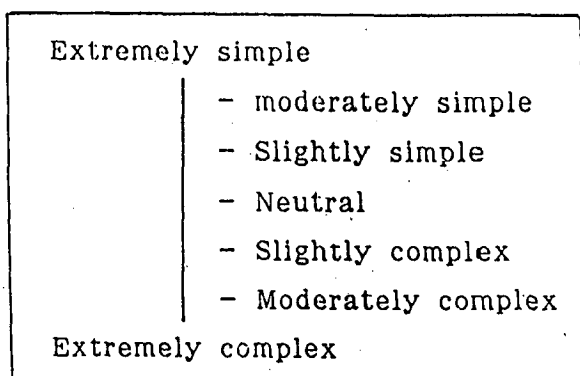 Extremely simple
- moderately simple
- Slightly simple
- Neutral
- Slightly complex
- Moderately complex
Extremely complex